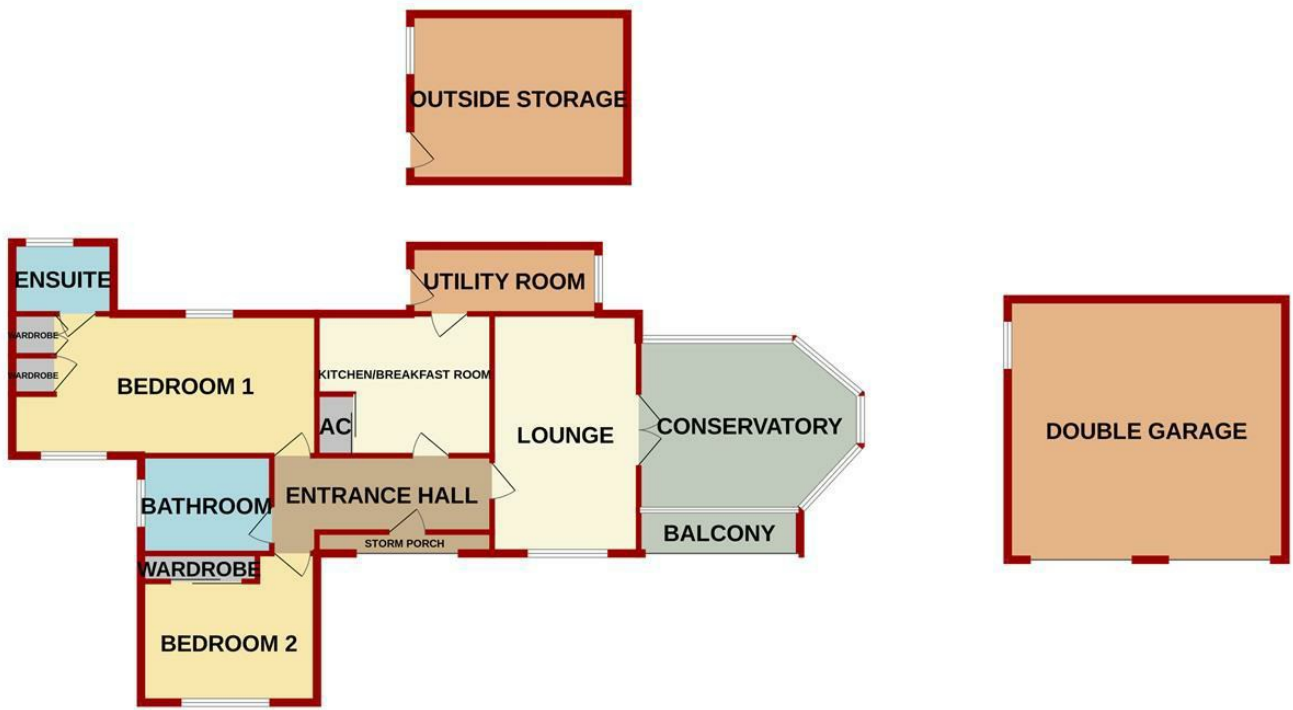 OUTSIDE STORAGE
ENSUITE
UTILITY ROOM
WARDROBE
WARDROBE
BEDROOM 1
KITCHEN/BREAKFAST ROOM
AC
LOUNGE
CONSERVATORY
DOUBLE GARAGE
BATHROOM
ENTRANCE HALL
STORM PORCH
BALCONY
WARDROBE
BEDROOM 2